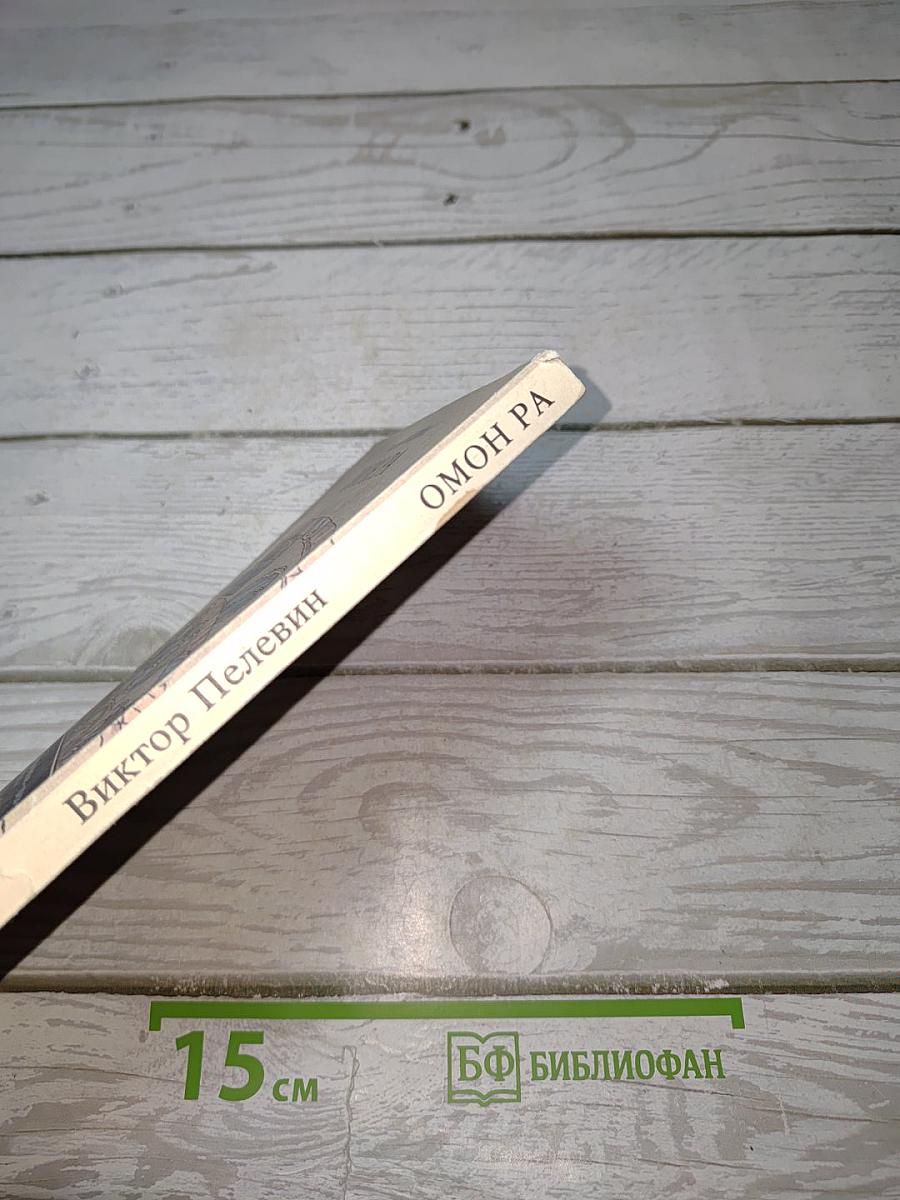 Виктор Пелевин ОМОН РА
15 см
БФ БИБЛИОФАН